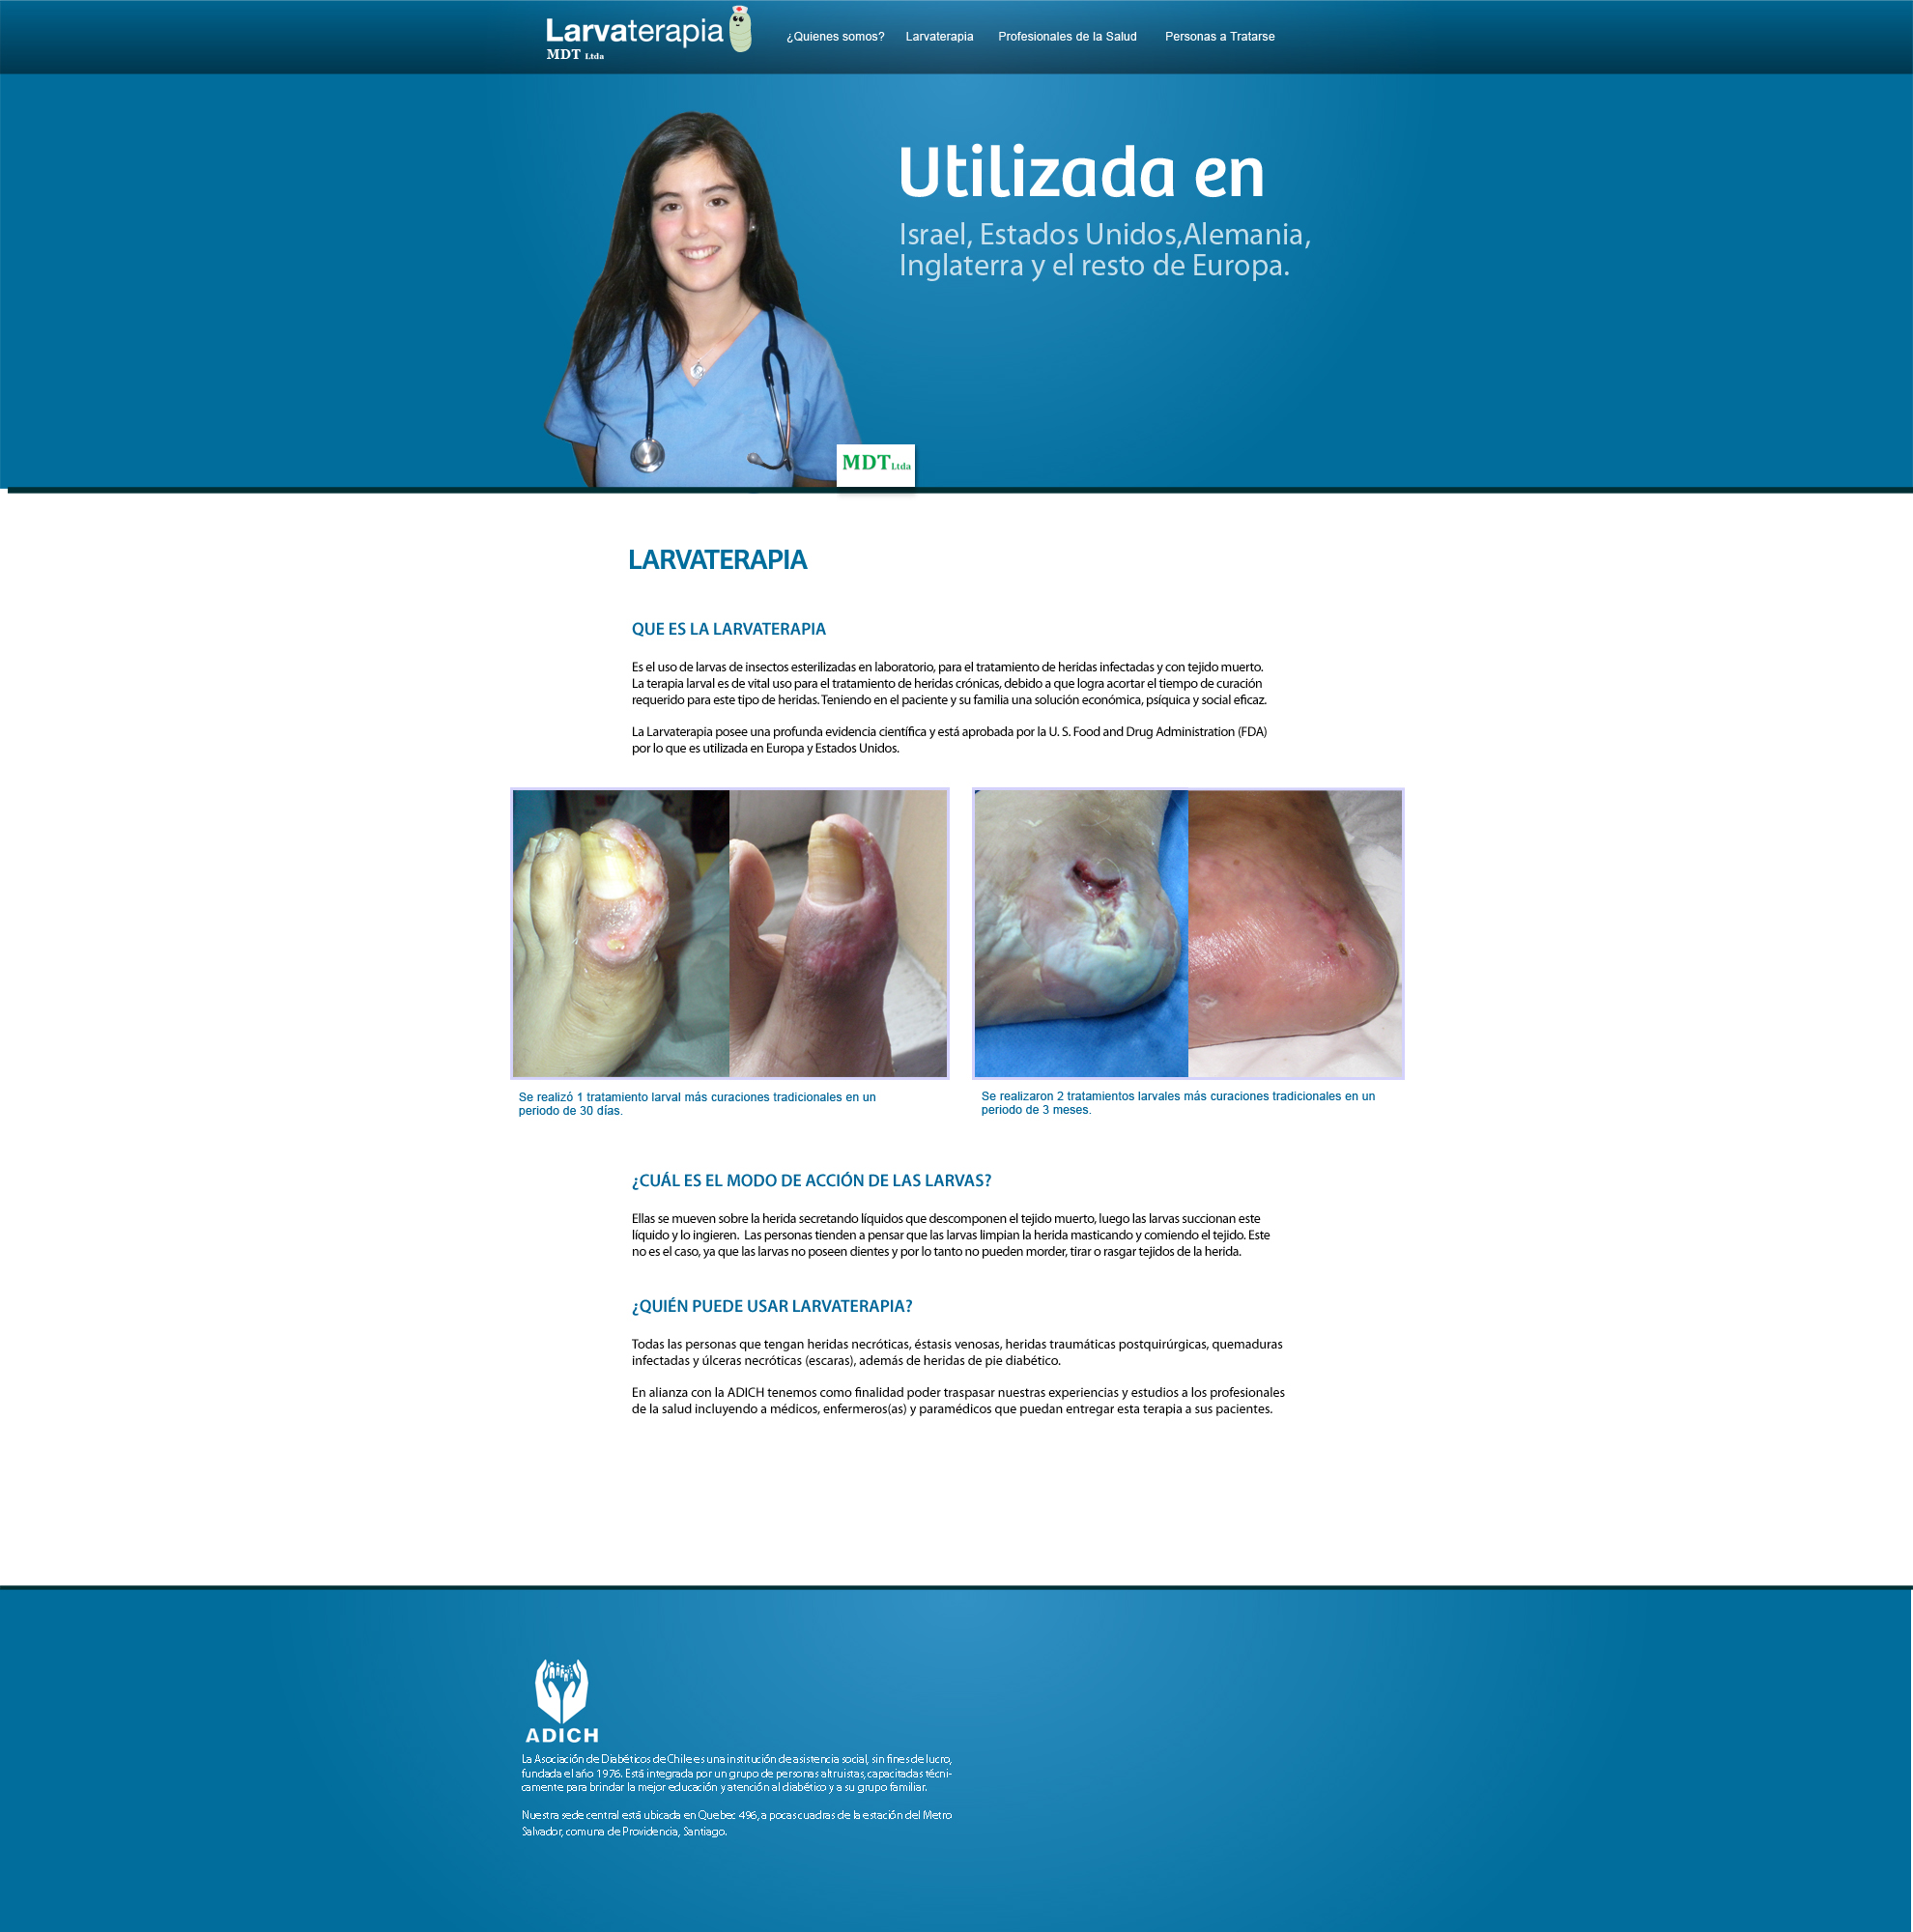 Larvaterapia
MDT Ltda
¿Quienes somos? Larvaterapia Profesionales de la Salud Personas a Tratarse
Utilizada en
Israel, Estados Unidos,Alemania,
Inglaterra y el resto de Europa.
MDT Ltda
LARVATERAPIA
QUE ES LA LARVATERAPIA
Es el uso de larvas de insectos esterilizadas en laboratorio, para el tratamiento de heridas infectadas y con tejido muerto.
La terapia larval es de vital uso para el tratamiento de heridas crónicas, debido a que logra acortar el tiempo de curación
requerido para este tipo de heridas. Teniendo en el paciente y su familia una solución económica, psíquica y social eficaz.
La Larvaterapia posee una profunda evidencia científica y está aprobada por la U. S. Food and Drug Administration (FDA)
por lo que es utilizada en Europa y Estados Unidos.
Se realizó 1 tratamiento larval más curaciones tradicionales en un
periodo de 30 días.
Se realizaron 2 tratamientos larvales más curaciones tradicionales en un
periodo de 3 meses.
¿CUÁL ES EL MODO DE ACCIÓN DE LAS LARVAS?
Ellas se mueven sobre la herida secretando líquidos que descomponen el tejido muerto, luego las larvas succionan este
líquido y lo ingieren. Las personas tienden a pensar que las larvas limpian la herida masticando y comiendo el tejido. Este
no es el caso, ya que las larvas no poseen dientes y por lo tanto no pueden morder, tirar o rasgar tejidos de la herida.
¿QUIÉN PUEDE USAR LARVATERAPIA?
Todas las personas que tengan heridas necróticas, éstasis venosas, heridas traumáticas postquirúrgicas, quemaduras
infectadas y úlceras necróticas (escaras), además de heridas de pie diabético.
En alianza con la ADICH tenemos como finalidad poder traspasar nuestras experiencias y estudios a los profesionales
de la salud incluyendo a médicos, enfermeros(as) y paramédicos que puedan entregar esta terapia a sus pacientes.
ADICH
La Asociación de Diabéticos de Chile es una institución de asistencia social, sin fines de lucro,
fundada el año 1976. Está integrada por un grupo de personas altruistas, capacitadas técni-
camente para brindar la mejor educación y atención al diabético y a su grupo familiar.
Nuestra sede central está ubicada en Quebec 496, a pocas cuadras de la estación del Metro
Salvador, comuna de Providencia, Santiago.